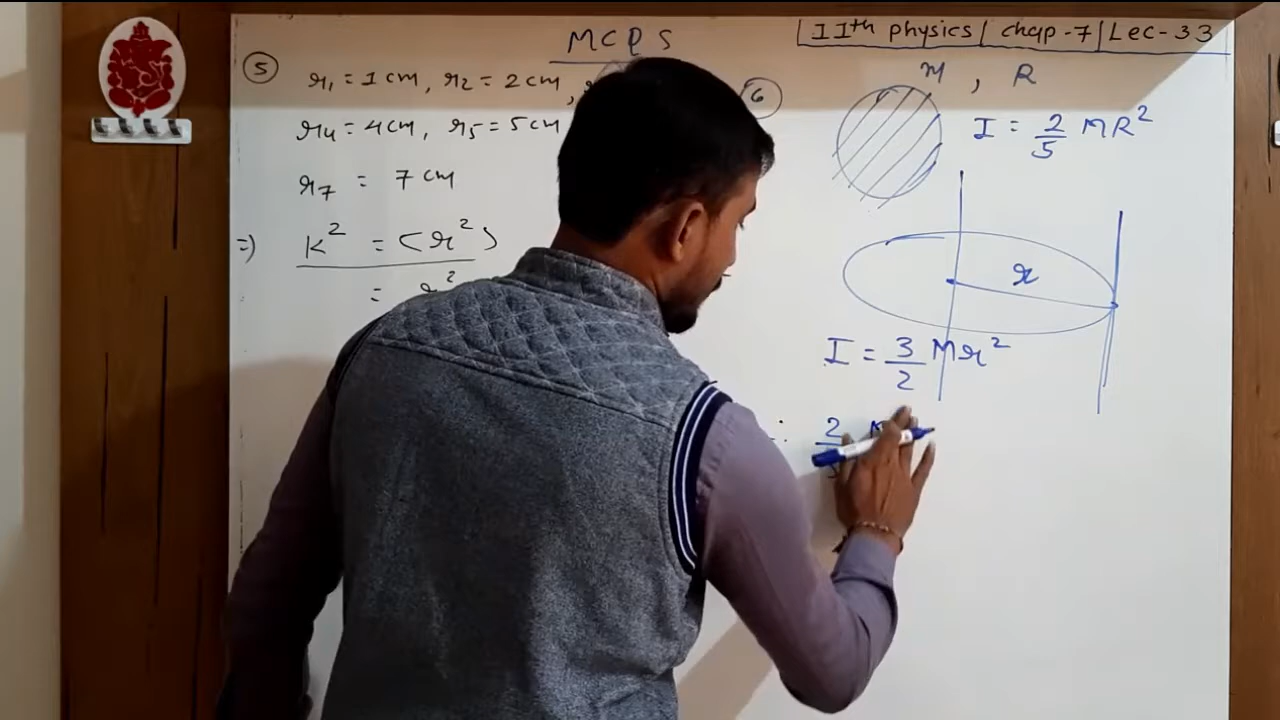 MCQS
11th physics / chap-7 / Lec-33
5
r₁ = 1 cm, r₂ = 2 cm,
r₄ = 4 cm, r₅ = 5 cm
r₇ = 7 cm
⇒) K² = <r²>
=
6
M, R
I = 2/5 MR²
r
I = 3/2 Mr²
2